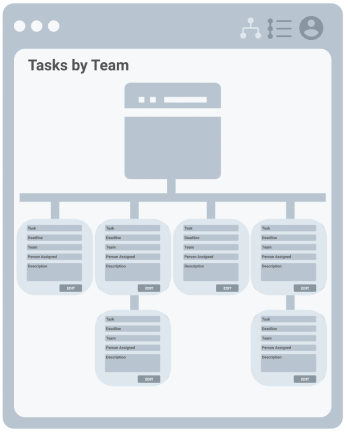 Tasks by Team
Task
Deadline
Team
Person Assigned
Description
EDIT
Task
Deadline
Team
Person Assigned
Description
EDIT
Task
Deadline
Team
Person Assigned
Description
EDIT
Task
Deadline
Team
Person Assigned
Description
EDIT
Task
Deadline
Team
Person Assigned
Description
EDIT
Task
Deadline
Team
Person Assigned
Description
EDIT